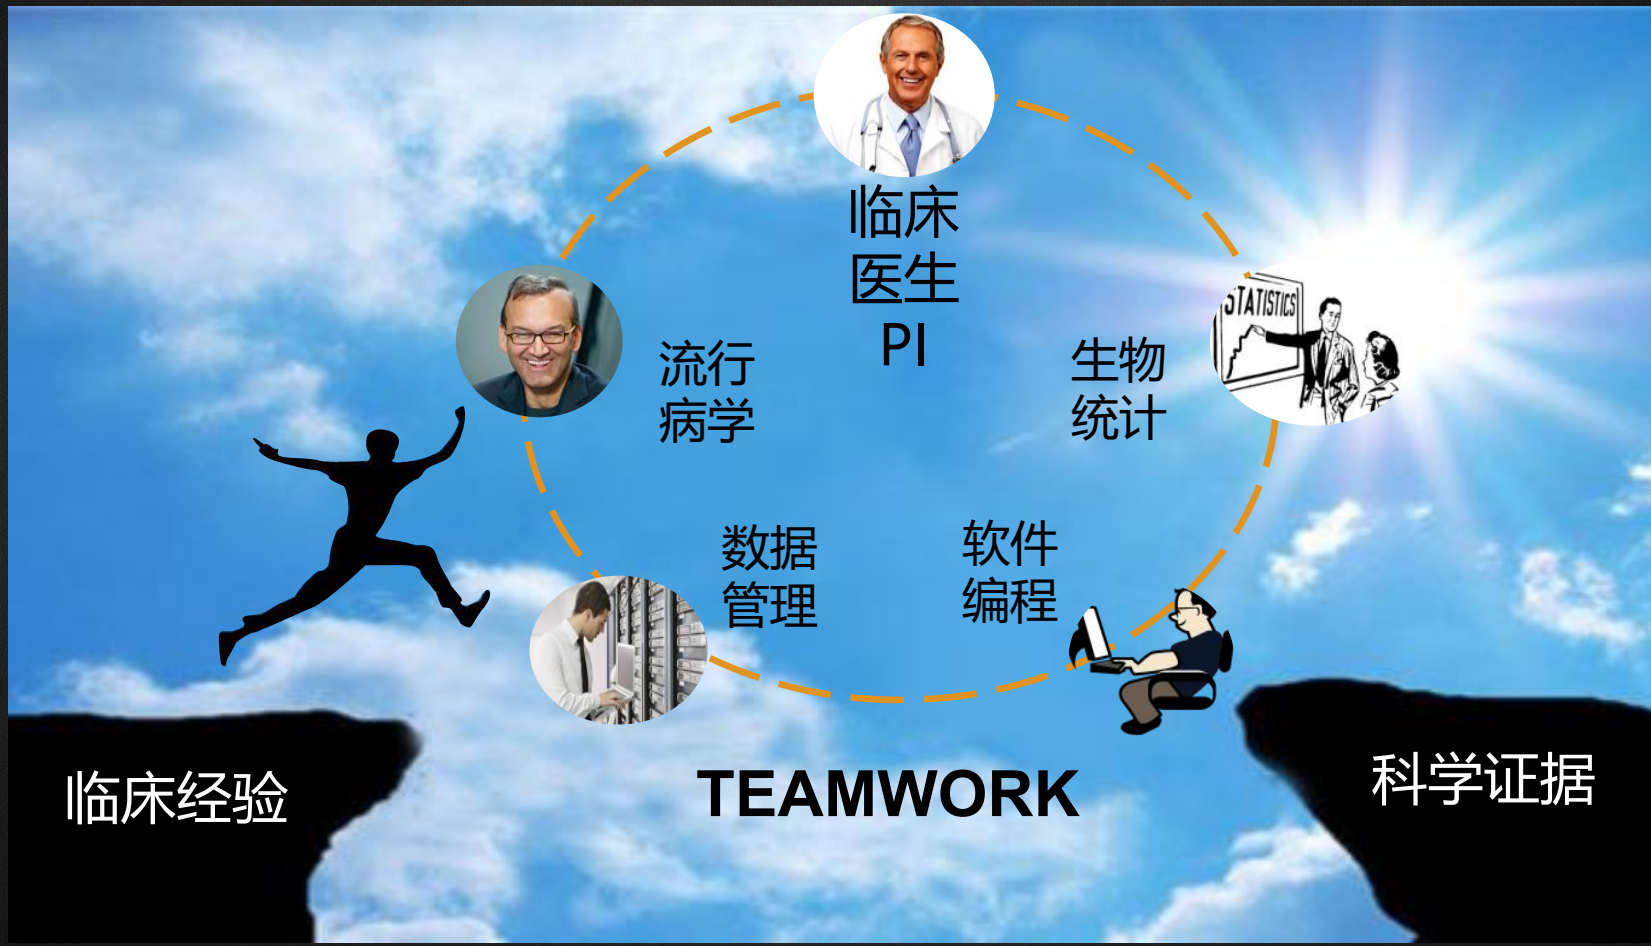 临床
医生
PI
STATISTICS
流行
病学
生物
统计
数据
管理
软件
编程
临床经验
TEAMWORK
科学证据